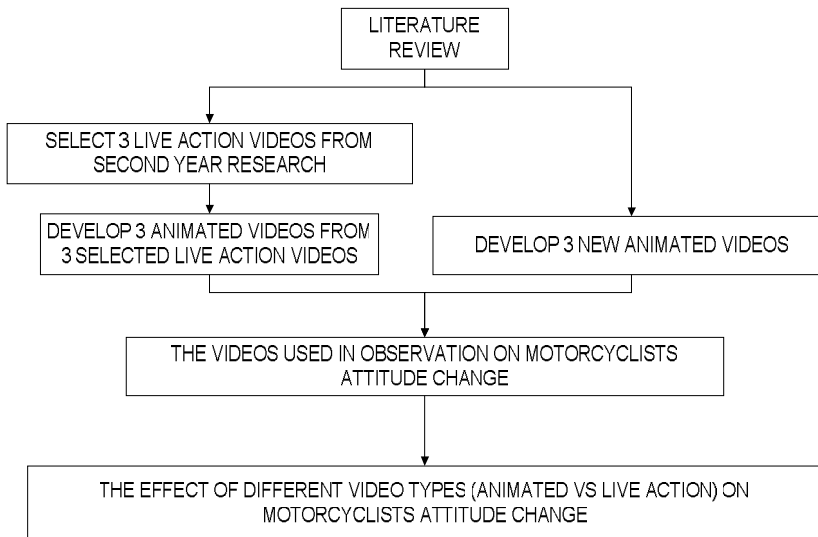 LITERATURE
REVIEW
SELECT 3 LIVE ACTION VIDEOS FROM
SECOND YEAR RESEARCH
DEVELOP 3 ANIMATED VIDEOS FROM
3 SELECTED LIVE ACTION VIDEOS
DEVELOP 3 NEW ANIMATED VIDEOS
THE VIDEOS USED IN OBSERVATION ON MOTORCYCLISTS
ATTITUDE CHANGE
THE EFFECT OF DIFFERENT VIDEO TYPES (ANIMATED VS LIVE ACTION) ON
MOTORCYCLISTS ATTITUDE CHANGE